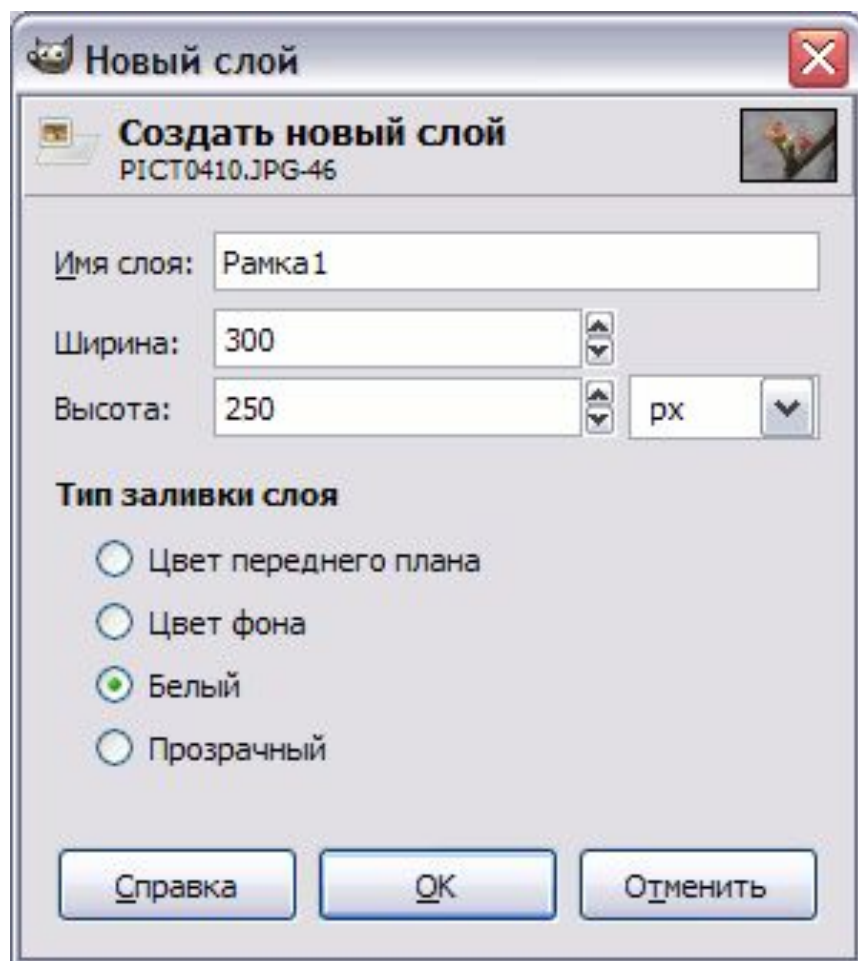 Новый слой
Создать новый слой
PICT0410.JPG-46
Имя слоя: Рамка1
Ширина: 300
Высота: 250 px
Тип заливки слоя
Цвет переднего плана
Цвет фона
Белый
Прозрачный
Справка OK Отменить